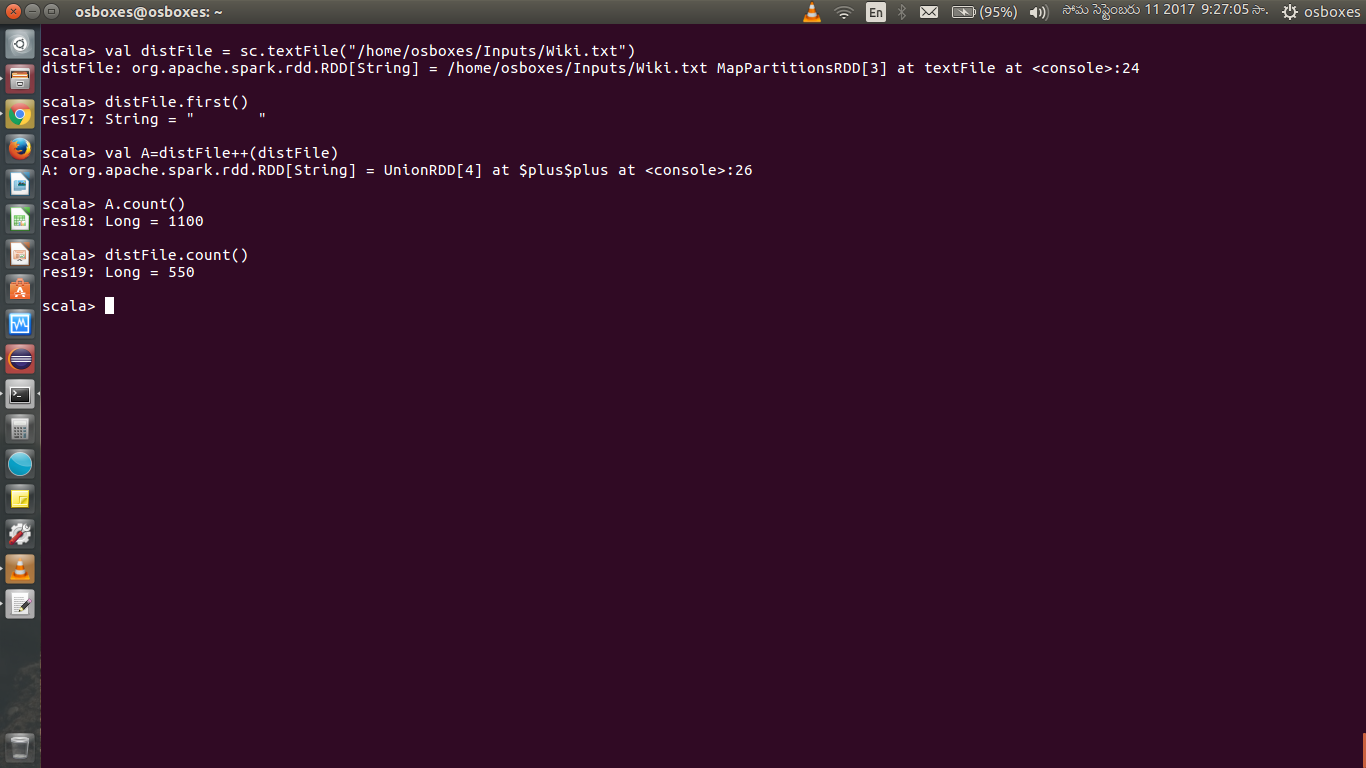 osboxes@osboxes: ~
En (95%) సోమ సెప్టెంబరు 11 2017 9:27:05 సా. osboxes
scala> val distFile = sc.textFile("/home/osboxes/Inputs/Wiki.txt")
distFile: org.apache.spark.rdd.RDD[String] = /home/osboxes/Inputs/Wiki.txt MapPartitionsRDD[3] at textFile at <console>:24
scala> distFile.first()
res17: String = "       "
scala> val A=distFile++(distFile)
A: org.apache.spark.rdd.RDD[String] = UnionRDD[4] at $plus$plus at <console>:26
scala> A.count()
res18: Long = 1100
scala> distFile.count()
res19: Long = 550
scala>